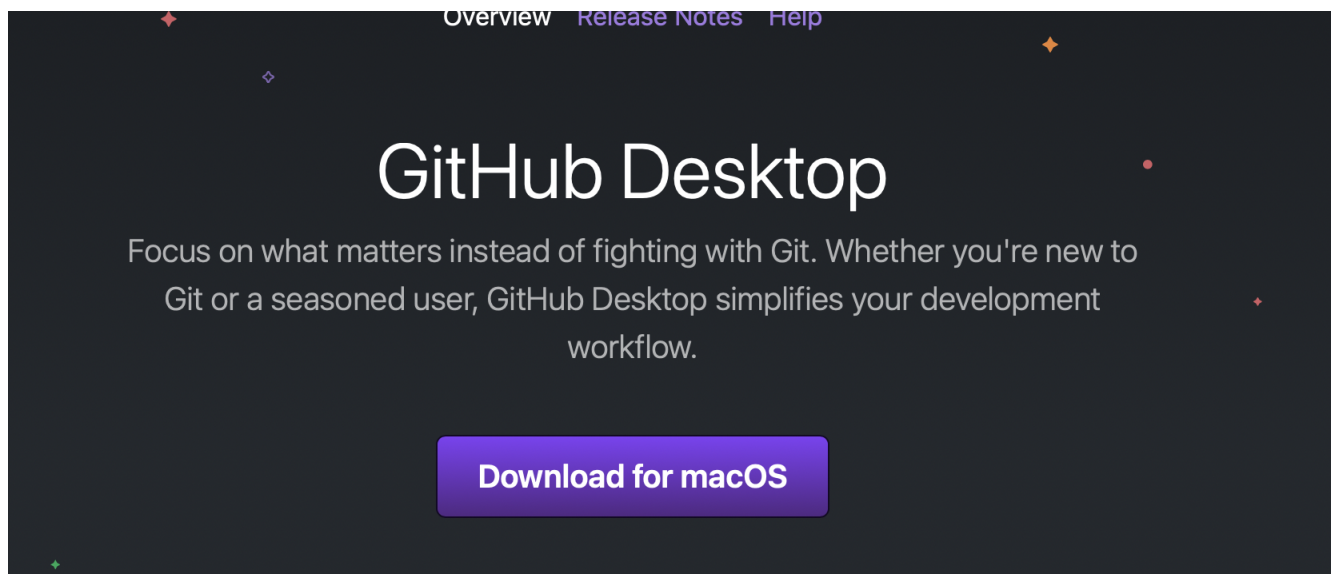 Overview Release Notes Help
GitHub Desktop
Focus on what matters instead of fighting with Git. Whether you're new to
Git or a seasoned user, GitHub Desktop simplifies your development
workflow.
Download for macOS